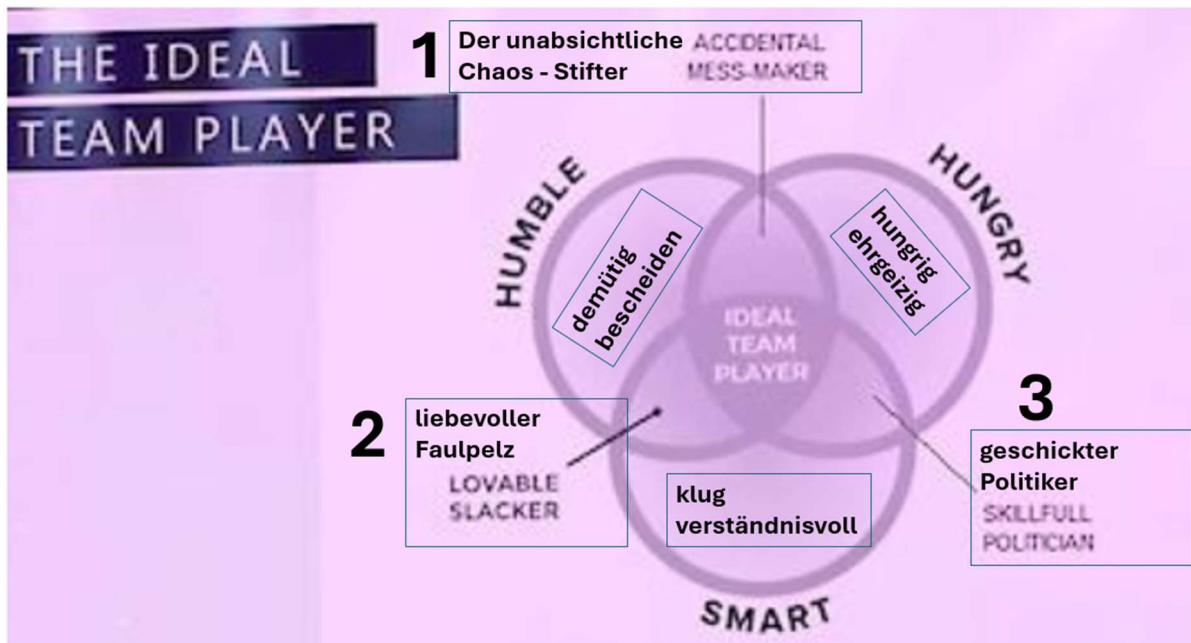 THE IDEAL
TEAM PLAYER
1
Der unabsichtliche
Chaos - Stifter
ACCIDENTAL
MESS-MAKER
HUMBLE
HUNGRY
demütig
bescheiden
hungrig
ehrgeizig
IDEAL
TEAM
PLAYER
2
liebevoller
Faulpelz
LOVABLE
SLACKER
3
geschickter
Politiker
SKILLFULL
POLITICIAN
klug
verständnisvoll
SMART